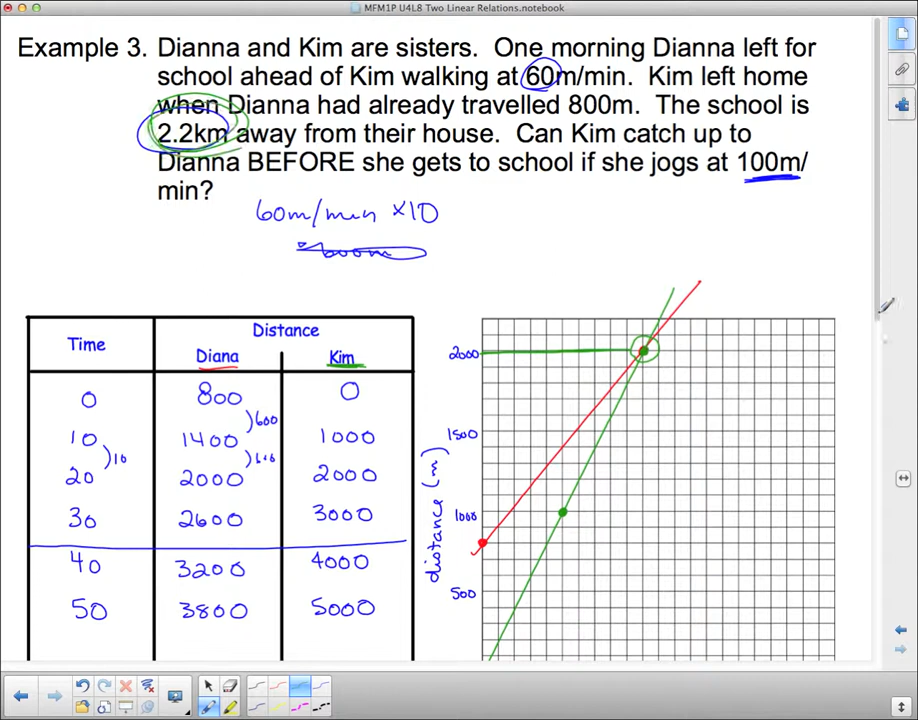 MFM1P U4L8 Two Linear Relations.notebook
Example 3. Dianna and Kim are sisters. One morning Dianna left for
school ahead of Kim walking at 60m/min. Kim left home
when Dianna had already travelled 800m. The school is
2.2km away from their house. Can Kim catch up to
Dianna BEFORE she gets to school if she jogs at 100m/
min?
60m/min ×10
Time Distance
Diana Kim
0 800 0
)600
10 1400 1000
)10 )600
20 2000 2000
30 2600 3000
40 3200 4000
50 3800 5000
distance (m)
2000
1500
1000
500